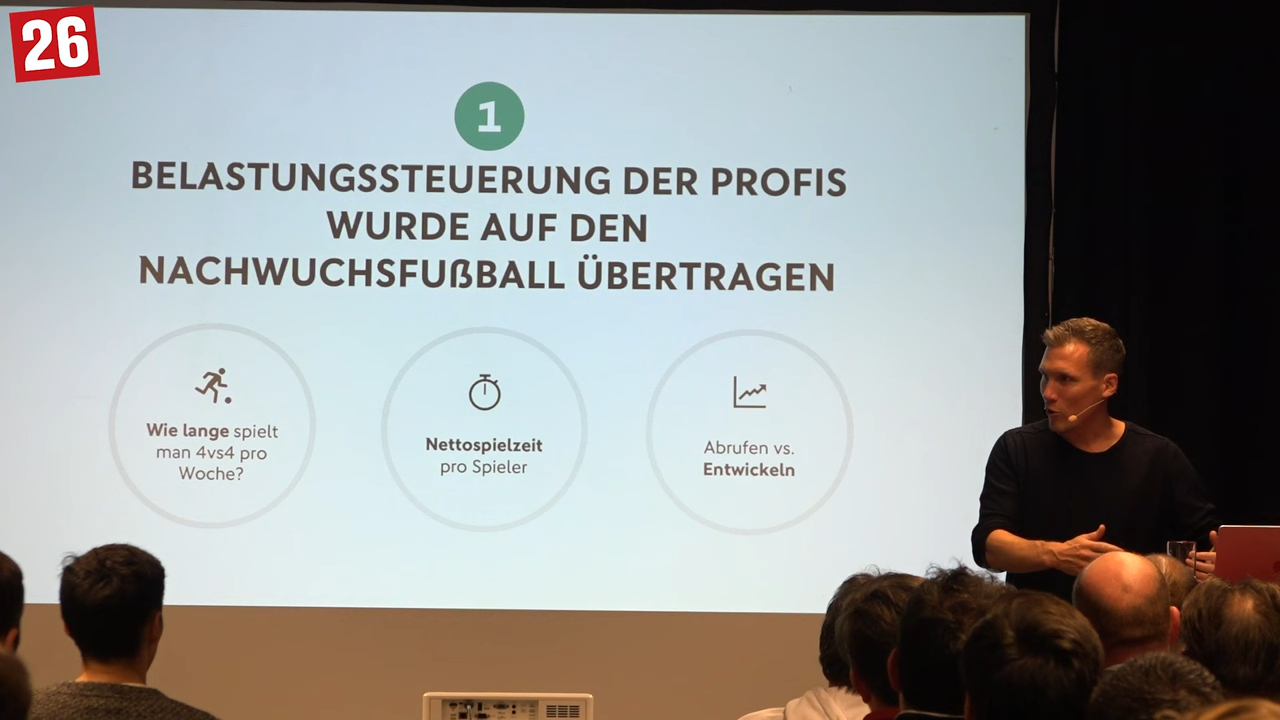 26
1
BELASTUNGSSTEUERUNG DER PROFIS
WURDE AUF DEN
NACHWUCHSFUßBALL ÜBERTRAGEN
Wie lange spielt
man 4vs4 pro
Woche?
Nettospielzeit
pro Spieler
Abrufen vs.
Entwickeln